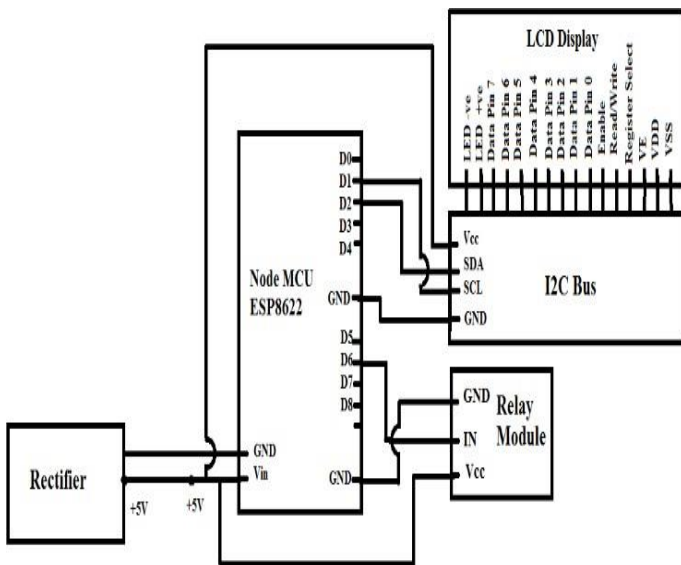 LCD Display
LED -ve
LED +ve
Data Pin 7
Data Pin 6
Data Pin 5
Data Pin 4
Data Pin 3
Data Pin 2
Data Pin 1
Data Pin 0
Enable
Read/Write
Register Select
VE
VDD
VSS
I2C Bus
Vcc
SDA
SCL
GND
Node MCU
ESP8622
D0
D1
D2
D3
D4
GND
D5
D6
D7
D8
GND
GND
Vin
Relay
Module
GND
IN
Vcc
Rectifier
+5V
+5V